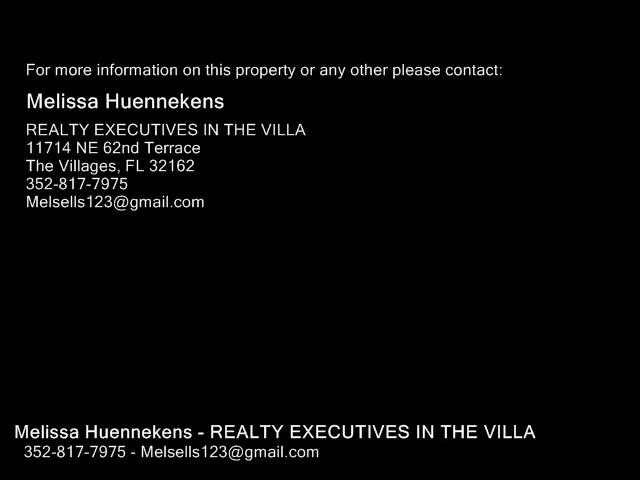 For more information on this property or any other please contact:
Melissa Huennekens
REALTY EXECUTIVES IN THE VILLA
11714 NE 62nd Terrace
The Villages, FL 32162
352-817-7975
Melsells123@gmail.com
Melissa Huennekens - REALTY EXECUTIVES IN THE VILLA
352-817-7975 - Melsells123@gmail.com